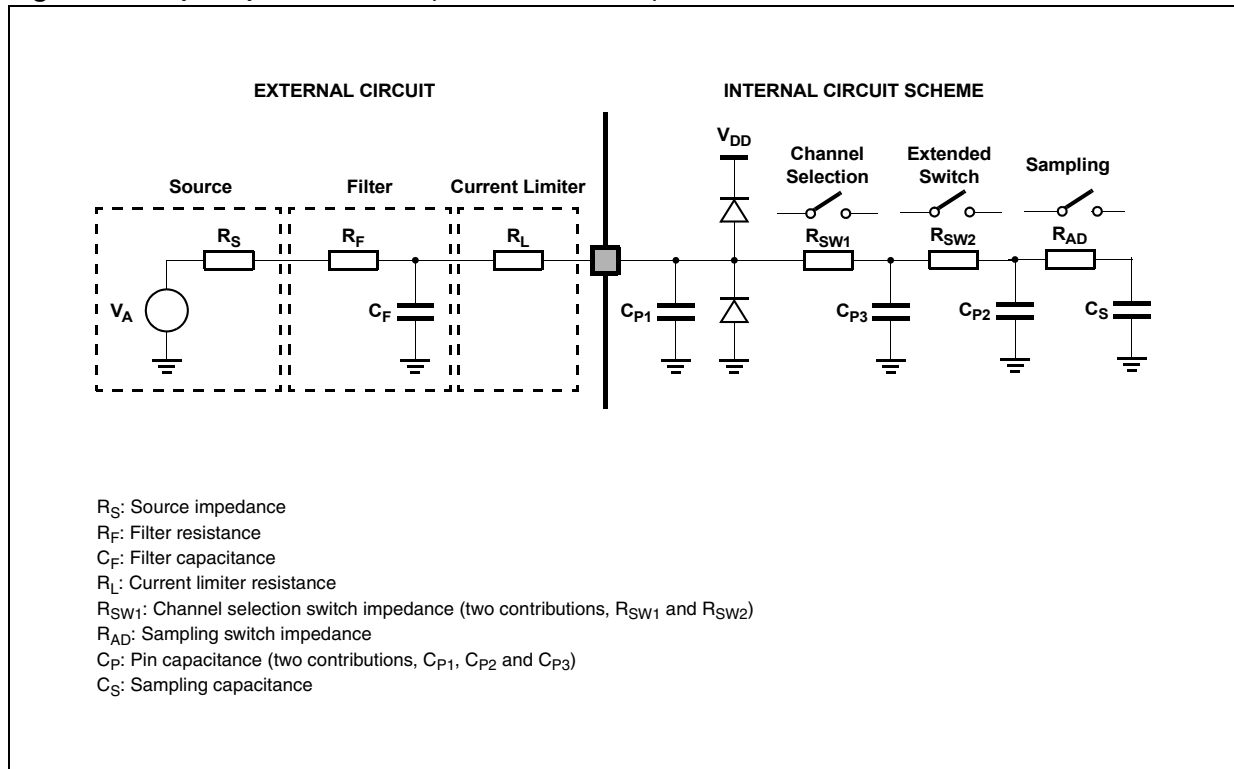 EXTERNAL CIRCUIT
INTERNAL CIRCUIT SCHEME
Source
Filter
Current Limiter
VDD
Channel
Selection
Extended
Switch
Sampling
RS
RF
RL
RSW1
RSW2
RAD
VA
CF
CP1
CP3
CP2
CS
RS: Source impedance
RF: Filter resistance
CF: Filter capacitance
RL: Current limiter resistance
RSW1: Channel selection switch impedance (two contributions, RSW1 and RSW2)
RAD: Sampling switch impedance
CP: Pin capacitance (two contributions, CP1, CP2 and CP3)
CS: Sampling capacitance